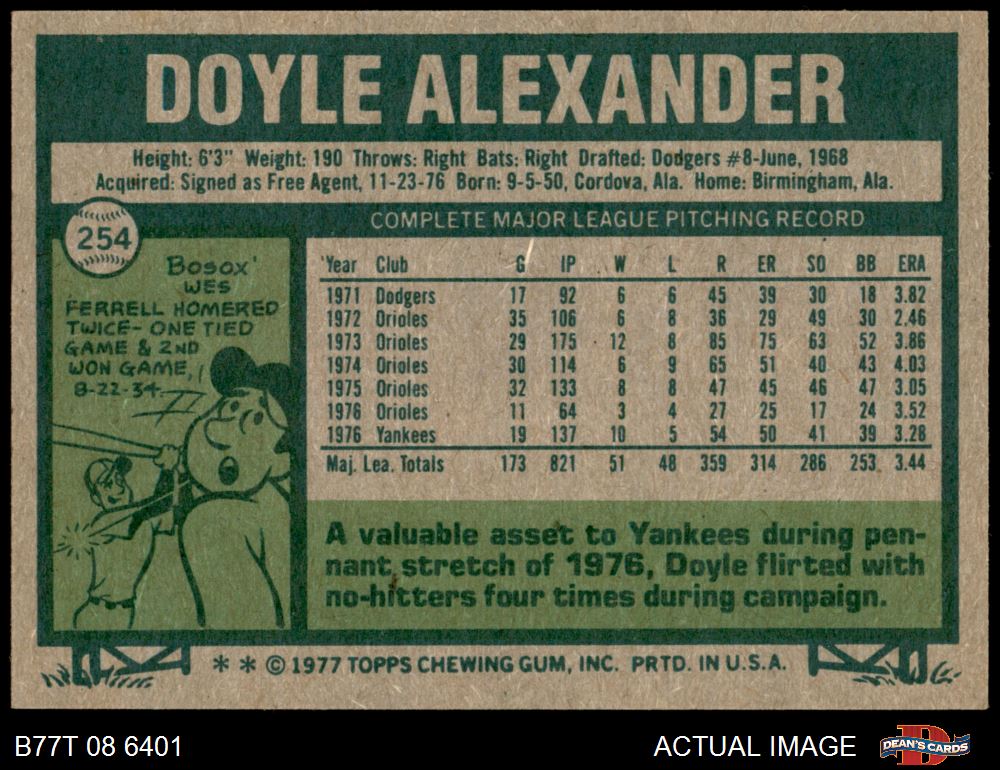 DOYLE ALEXANDER
Height: 6'3" Weight: 190 Throws: Right Bats: Right Drafted: Dodgers #8-June, 1968
Acquired: Signed as Free Agent, 11-23-76 Born: 9-5-50, Cordova, Ala. Home: Birmingham, Ala.
COMPLETE MAJOR LEAGUE PITCHING RECORD
254
Bosox'
WES
FERRELL HOMERED
TWICE- ONE TIED
GAME & 2ND
WON GAME,
8-22-34
Year Club G IP W L R ER SO BB ERA
1971 Dodgers 17 92 6 6 45 39 30 18 3.82
1972 Orioles 35 106 6 8 36 29 49 30 2.46
1973 Orioles 29 175 12 8 85 75 63 52 3.86
1974 Orioles 30 114 6 9 65 51 40 43 4.03
1975 Orioles 32 133 8 8 47 45 46 47 3.05
1976 Orioles 11 64 3 4 27 25 17 24 3.52
1976 Yankees 19 137 10 5 54 50 41 39 3.28
Maj. Lea. Totals 173 821 51 48 359 314 286 253 3.44
A valuable asset to Yankees during pen-
nant stretch of 1976, Doyle flirted with
no-hitters four times during campaign.
* * © 1977 TOPPS CHEWING GUM, INC. PRTD. IN U.S.A.
B77T 08 6401
ACTUAL IMAGE
D
DEAN'S CARDS